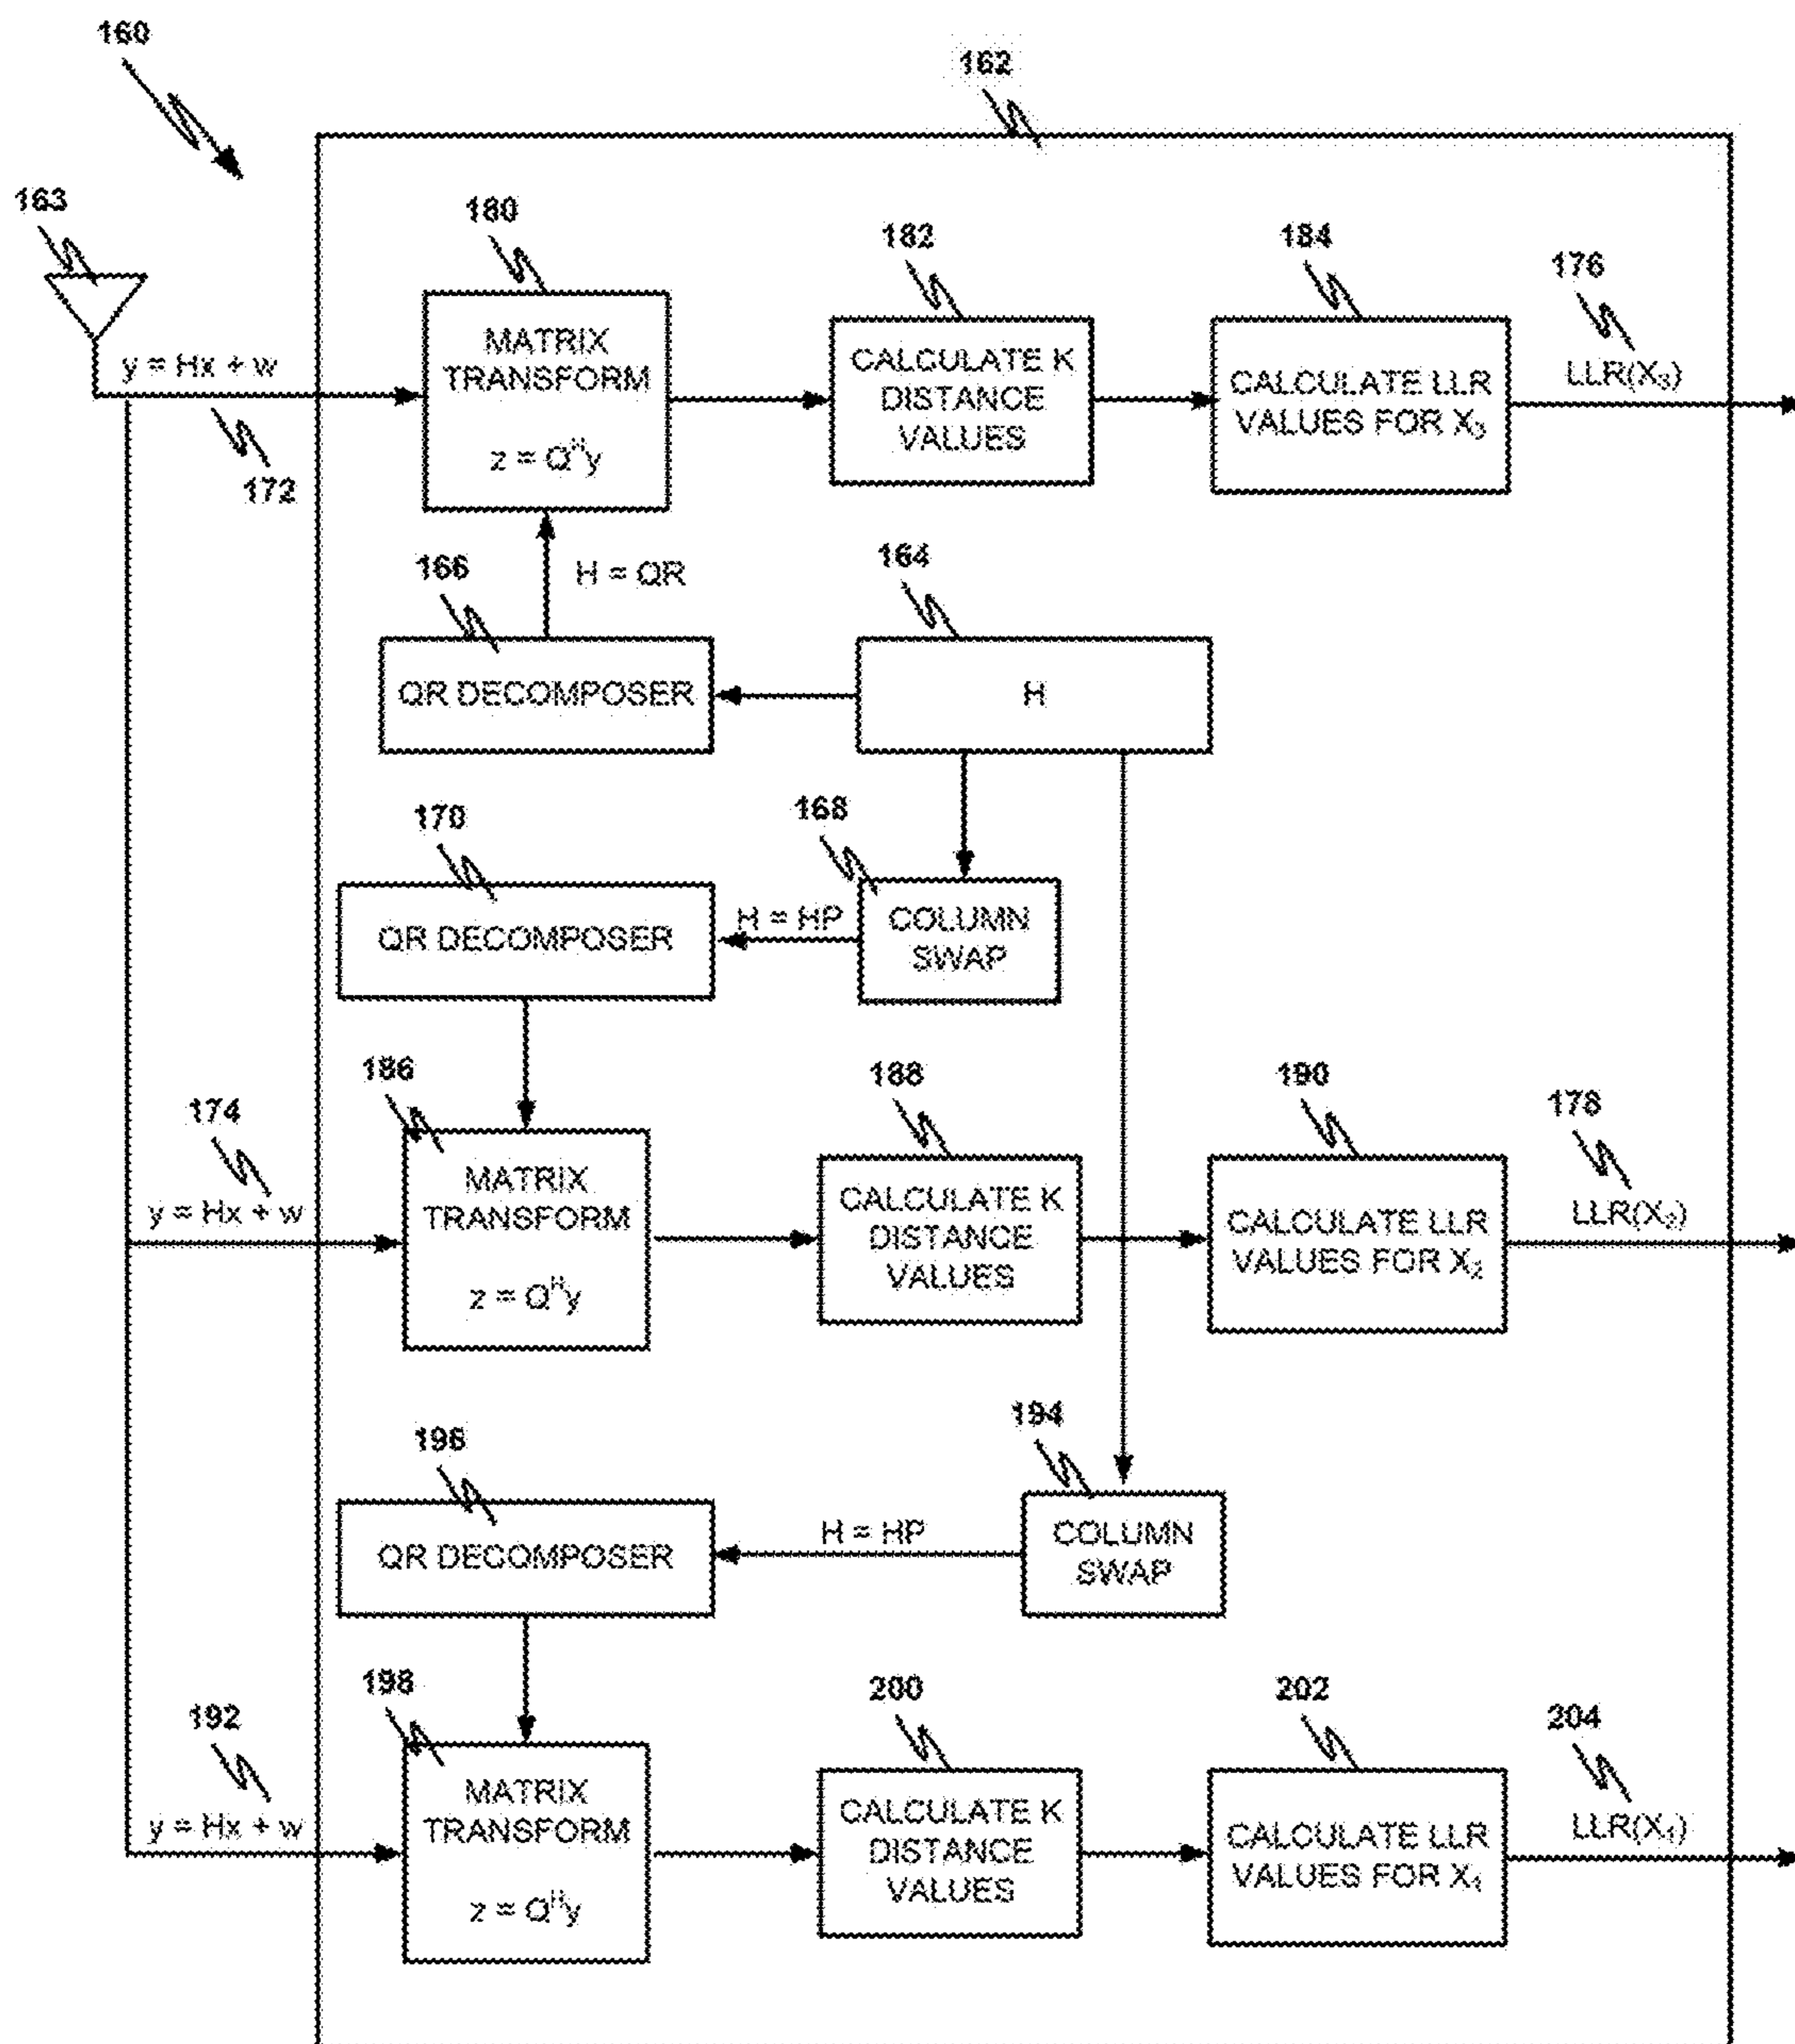 160
162
163
180
182
184
176
y = Hx + w
MATRIX
TRANSFORM
z = Q^H y
CALCULATE K
DISTANCE
VALUES
CALCULATE LLR
VALUES FOR X₃
LLR(X₃)
172
166
H = QR
164
QR DECOMPOSER
H
170
168
QR DECOMPOSER
H = HP
COLUMN
SWAP
174
186
188
190
178
y = Hx + w
MATRIX
TRANSFORM
z = Q^H y
CALCULATE K
DISTANCE
VALUES
CALCULATE LLR
VALUES FOR X₂
LLR(X₂)
196
194
QR DECOMPOSER
H = HP
COLUMN
SWAP
192
198
200
202
204
y = Hx + w
MATRIX
TRANSFORM
z = Q^H y
CALCULATE K
DISTANCE
VALUES
CALCULATE LLR
VALUES FOR X₁
LLR(X₁)